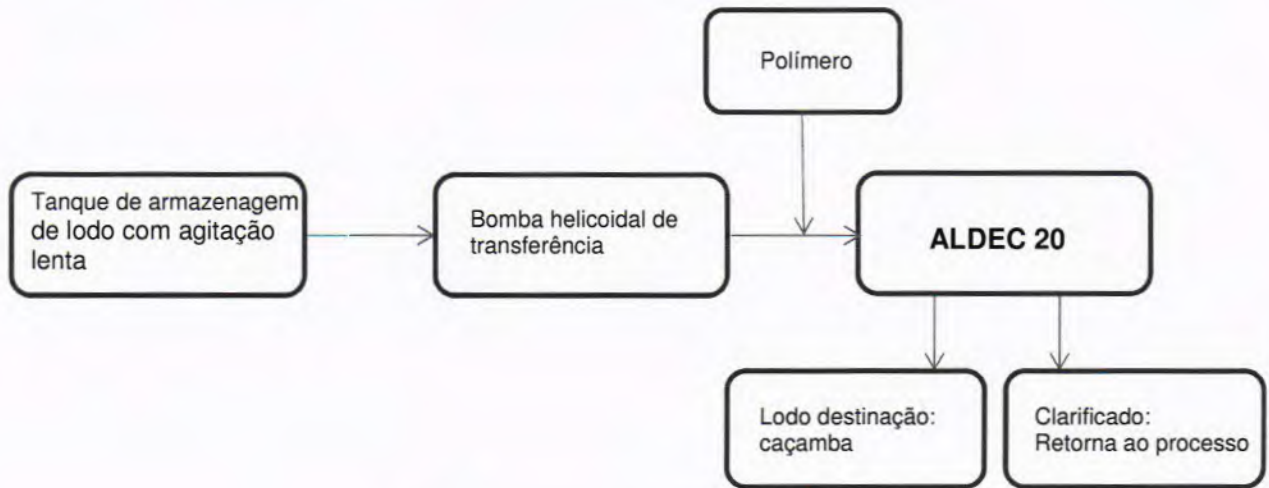 Polímero
Tanque de armazenagem
de lodo com agitação
lenta
Bomba helicoidal de
transferência
ALDEC 20
Lodo destinação:
caçamba
Clarificado:
Retorna ao processo